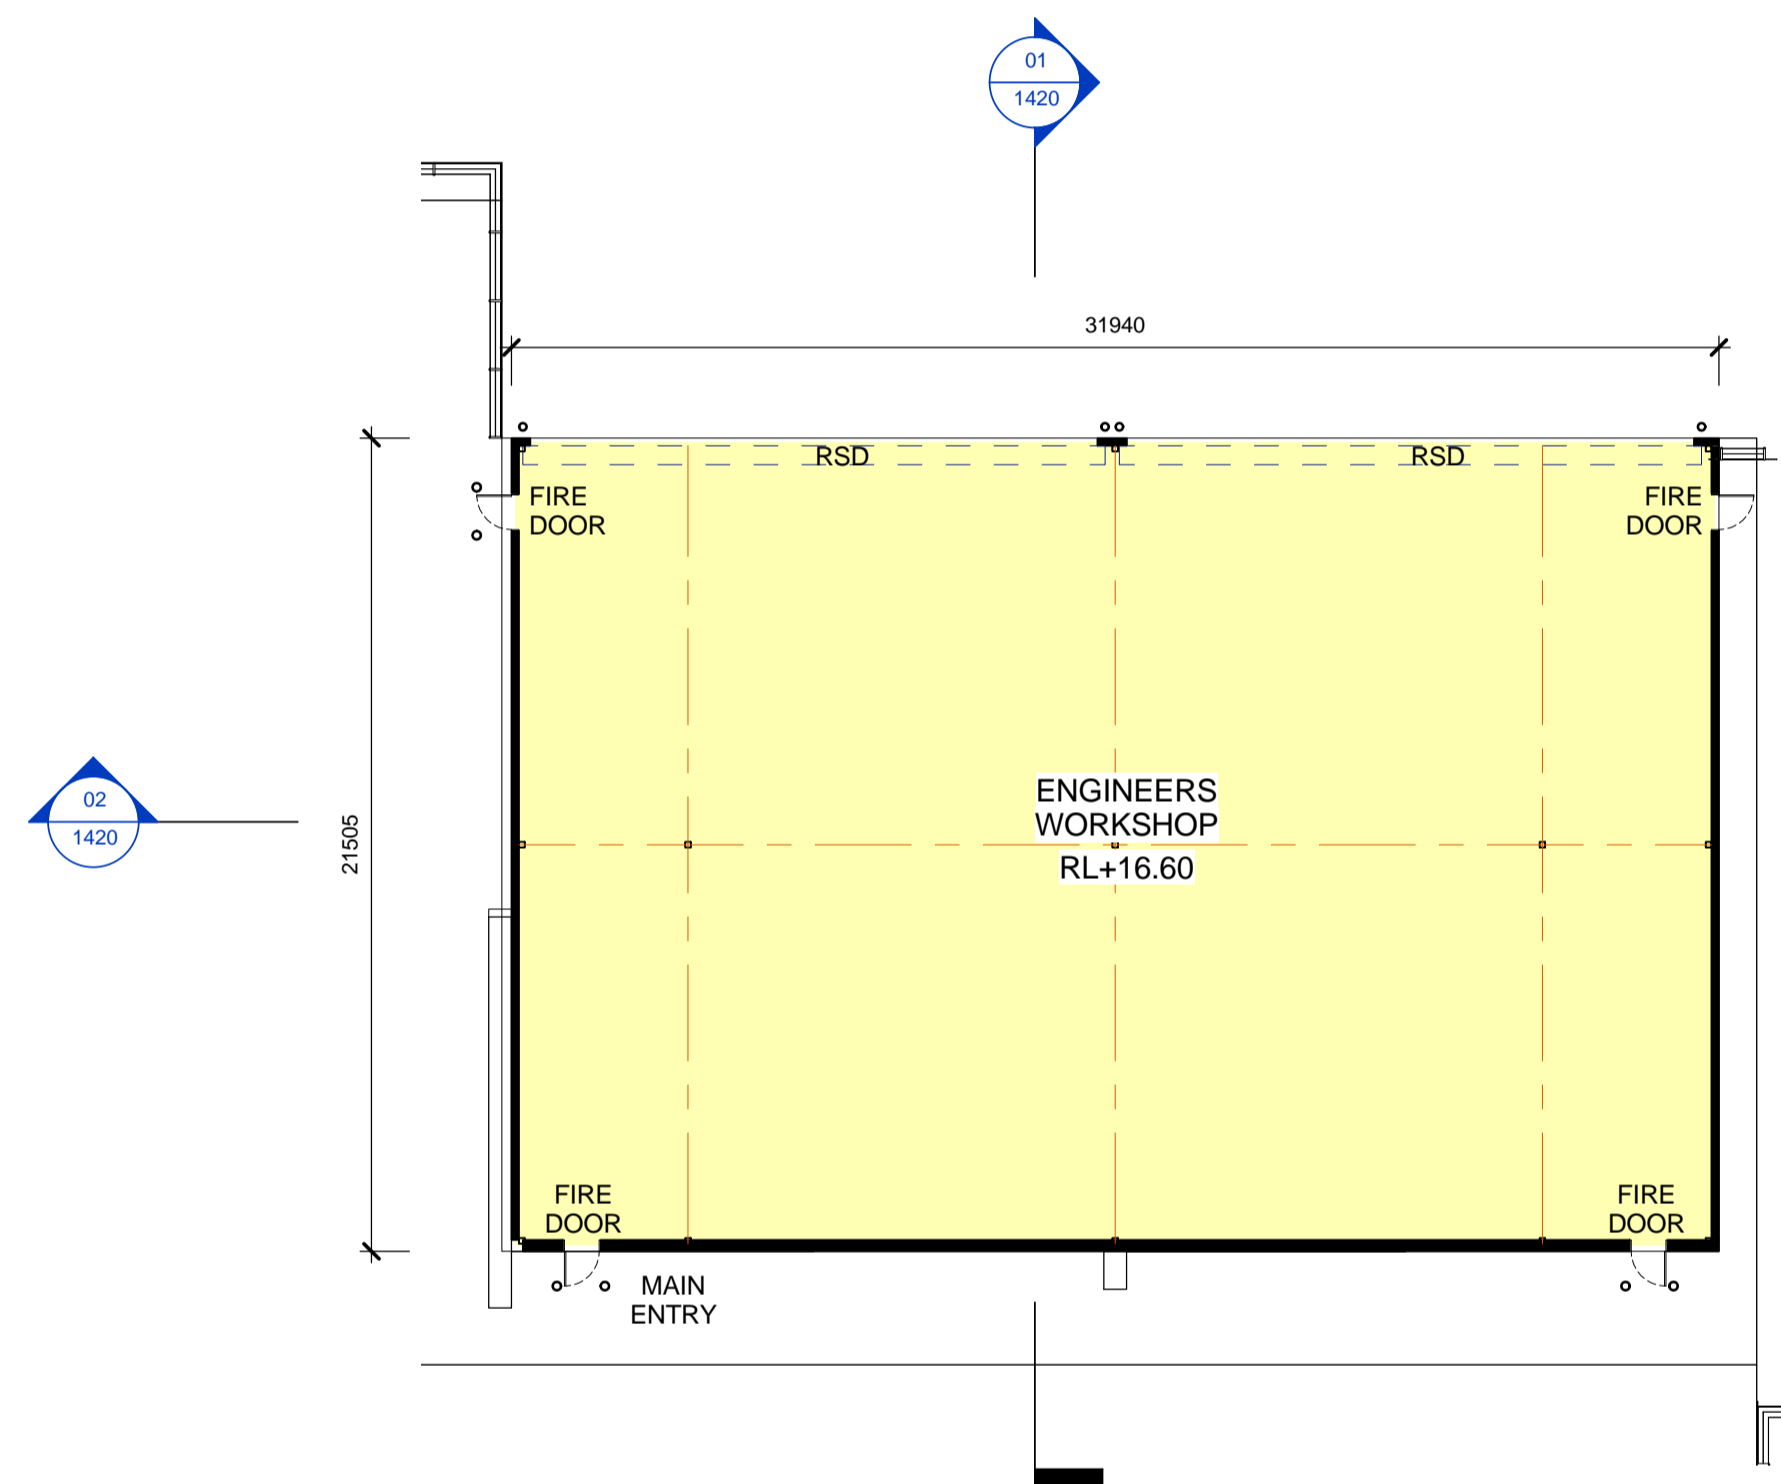 01
1420
31940
RSD
RSD
FIRE
DOOR
FIRE
DOOR
02
1420
21505
ENGINEERS
WORKSHOP
RL+16.60
FIRE
DOOR
FIRE
DOOR
MAIN
ENTRY